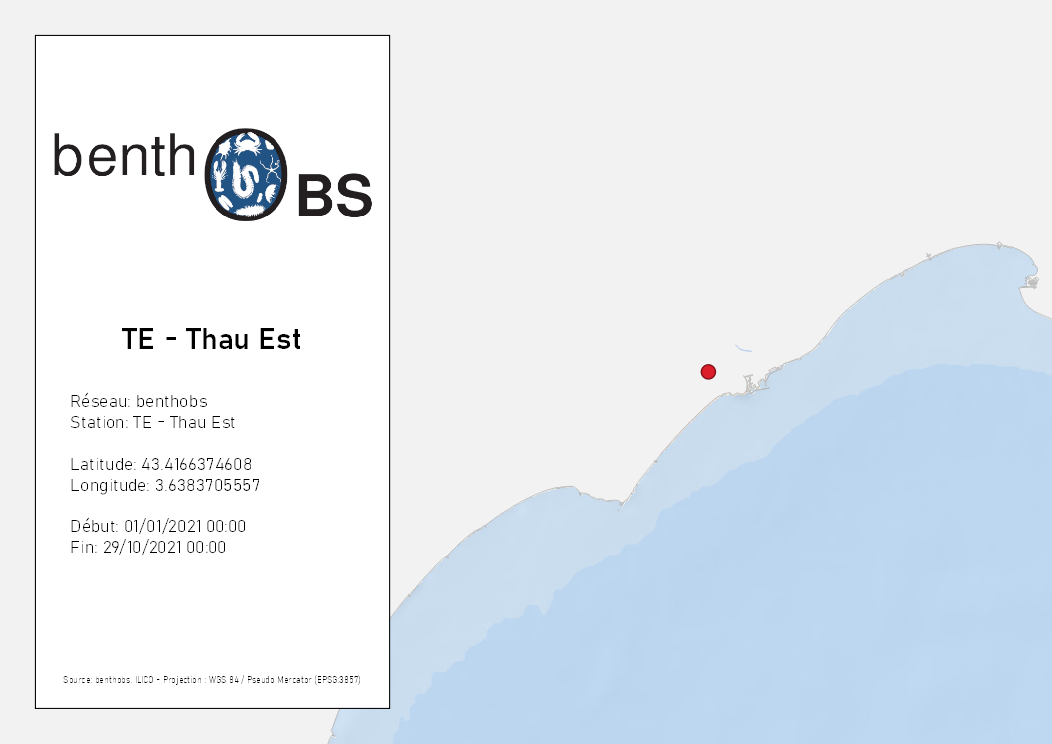 benthOBS
TE - Thau Est
Réseau: benthobs
Station: TE - Thau Est
Latitude: 43.4166374608
Longitude: 3.6383705557
Début: 01/01/2021 00:00
Fin: 29/10/2021 00:00
Source: benthobs, ILICO - Projection : WGS 84 / Pseudo Mercator (EPSG:3857)